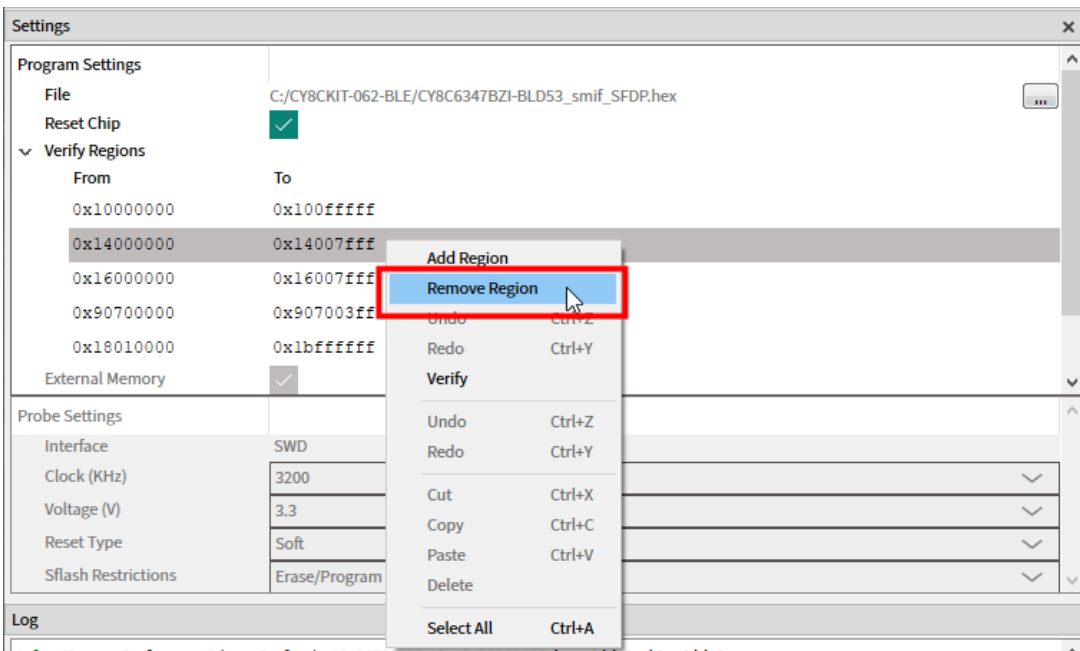 Settings
Program Settings
File C:/CY8CKIT-062-BLE/CY8C6347BZI-BLD53_smif_SFDP.hex ...
Reset Chip
Verify Regions
From To
0x10000000 0x100fffff
0x14000000 0x14007fff
0x16000000 0x16007fff
0x90700000 0x907003ff
0x18010000 0x1bffffff
External Memory
Probe Settings
Interface SWD
Clock (KHz) 3200
Voltage (V) 3.3
Reset Type Soft
Sflash Restrictions Erase/Program
Add Region
Remove Region
Undo Ctrl+Z
Redo Ctrl+Y
Verify
Undo Ctrl+Z
Redo Ctrl+Y
Cut Ctrl+X
Copy Ctrl+C
Paste Ctrl+V
Delete
Select All Ctrl+A
Log